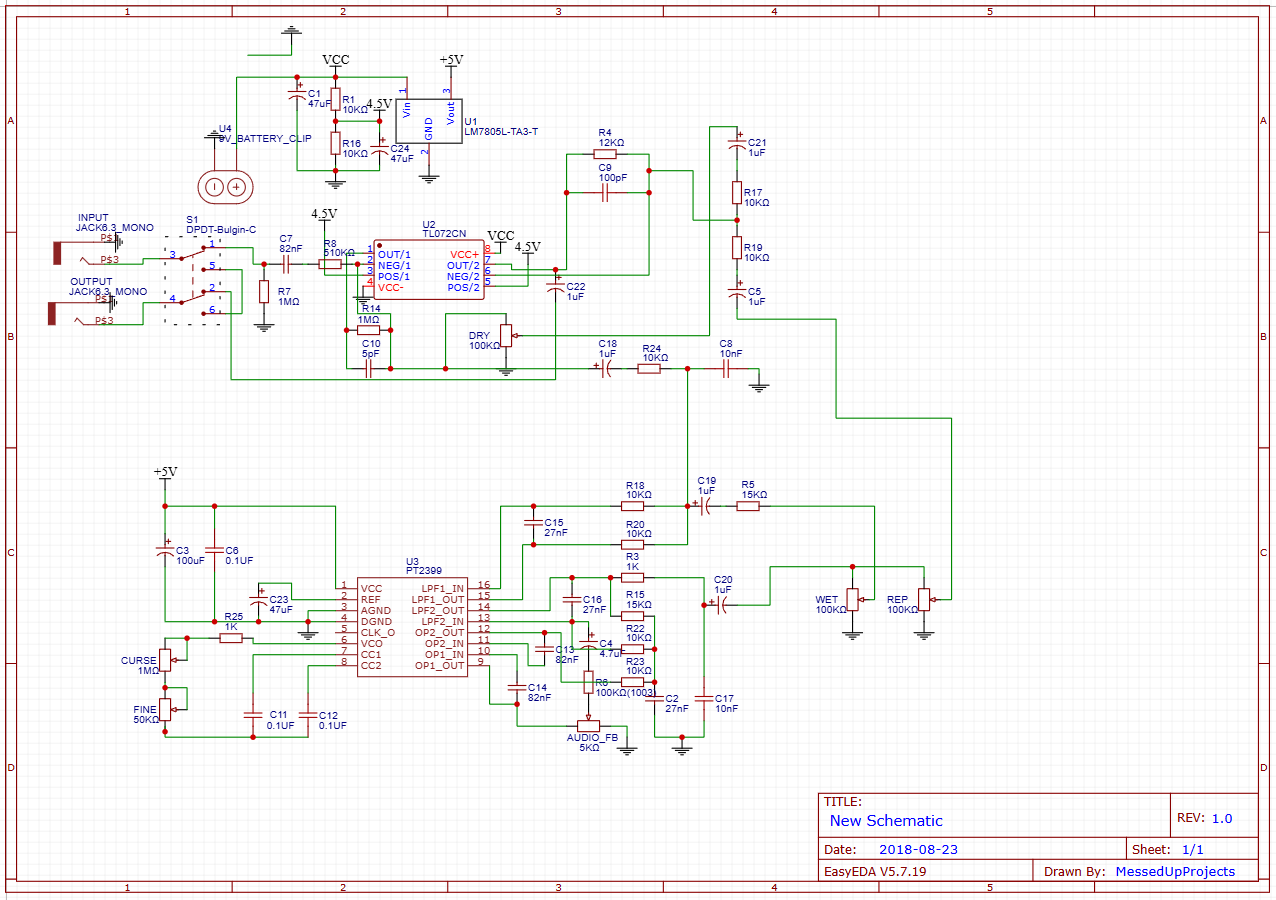 1 2 3 4 5
A A
B B
C C
D D
VCC
+5V
C1
47uF
R1
10KΩ
4.5V
R16
10KΩ
C24
47uF
Vin
Vout
GND
1
3
2
U1
LM7805L-TA3-T
U4
9V_BATTERY_CLIP
INPUT
JACK6.3_MONO
P$1
P$3
OUTPUT
JACK6.3_MONO
P$1
P$3
S1
DPDT-Bulgin-C
3
1
5
4
2
6
C7
82nF
R7
1MΩ
4.5V
R8
510KΩ
U2
TL072CN
1 OUT/1
2 NEG/1
3 POS/1
4 VCC-
VCC+ 8
OUT/2 7
NEG/2 6
POS/2 5
VCC
4.5V
R14
1MΩ
C10
5pF
C22
1uF
R4
12KΩ
C9
100pF
C21
1uF
R17
10KΩ
R19
10KΩ
C5
1uF
DRY
100KΩ
C18
1uF
R24
10KΩ
C8
10nF
+5V
C3
100uF
C6
0.1UF
C23
47uF
R25
1K
CURSE
1MΩ
FINE
50KΩ
C11
0.1UF
C12
0.1UF
U3
PT2399
1 VCC
2 REF
3 AGND
4 DGND
5 CLK_O
6 VCO
7 CC1
8 CC2
LPF1_IN 16
LPF1_OUT 15
LPF2_OUT 14
LPF2_IN 13
OP2_OUT 12
OP2_IN 11
OP1_IN 10
OP1_OUT 9
C15
27nF
R18
10KΩ
R20
10KΩ
R3
1K
C16
27nF
R15
15KΩ
R22
10KΩ
R23
10KΩ
C13
82nF
C4
4.7uF
C14
82nF
R6
100KΩ(1003)
AUDIO_FB
5KΩ
C2
27nF
C17
10nF
C19
1uF
R5
15KΩ
C20
1uF
WET
100KΩ
REP
100KΩ
TITLE:
New Schematic
REV: 1.0
Date: 2018-08-23
Sheet: 1/1
EasyEDA V5.7.19
Drawn By: MessedUpProjects
1 2 3 4 5